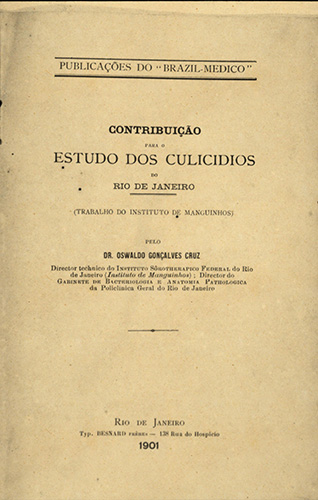 PUBLICAÇÕES DO "BRAZIL-MEDICO"
CONTRIBUIÇÃO
PARA O
ESTUDO DOS CULICIDIOS
DO
RIO DE JANEIRO
(TRABALHO DO INSTITUTO DE MANGUINHOS)
PELO
DR. OSWALDO GONÇALVES CRUZ
Director technico do INSTITUTO SÔROTHERAPICO FEDERAL do Rio
de Janeiro (Instituto de Manguinhos); Director do
GABINETE DE BACTERIOLOGIA E ANATOMIA PATHOLOGICA
da Policlinica Geral do Rio de Janeiro
RIO DE JANEIRO
Typ. BESNARD FRÈRES — 138 Rua do Hospicio
1901